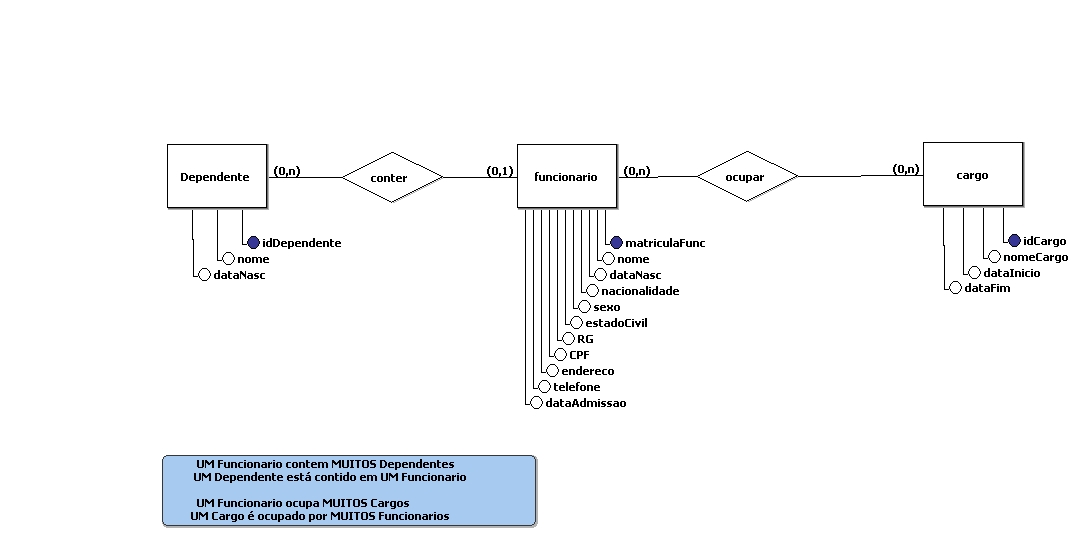 Dependente
(0,n)
conter
(0,1)
funcionario
(0,n)
ocupar
(0,n)
cargo
idDependente
nome
dataNasc
matriculaFunc
nome
dataNasc
nacionalidade
sexo
estadoCivil
RG
CPF
endereco
telefone
dataAdmissao
idCargo
nomeCargo
dataInicio
dataFim
UM Funcionario contem MUITOS Dependentes
UM Dependente está contido em UM Funcionario
UM Funcionario ocupa MUITOS Cargos
UM Cargo é ocupado por MUITOS Funcionarios